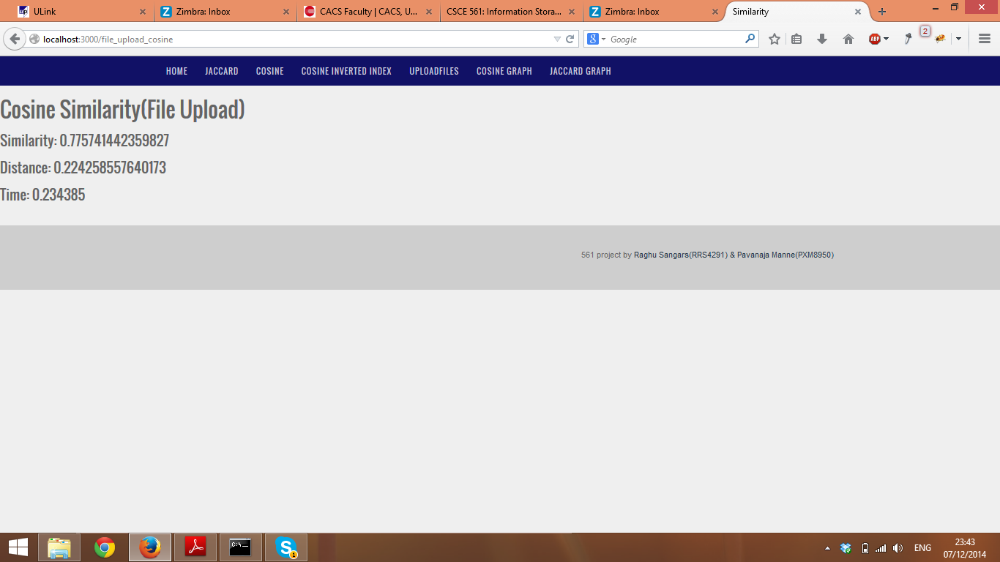 ULink
Zimbra: Inbox
CACS Faculty | CACS, U...
CSCE 561: Information Stora...
Zimbra: Inbox
Similarity
localhost:3000/file_upload_cosine
Google
ABP
2
HOME JACCARD COSINE COSINE INVERTED INDEX UPLOADFILES COSINE GRAPH JACCARD GRAPH
Cosine Similarity(File Upload)
Similarity: 0.775741442359827
Distance: 0.224258557640173
Time: 0.234385
561 project by Raghu Sangars(RRS4291) & Pavanaja Manne(PXM8950)
1
ENG
23:43
07/12/2014